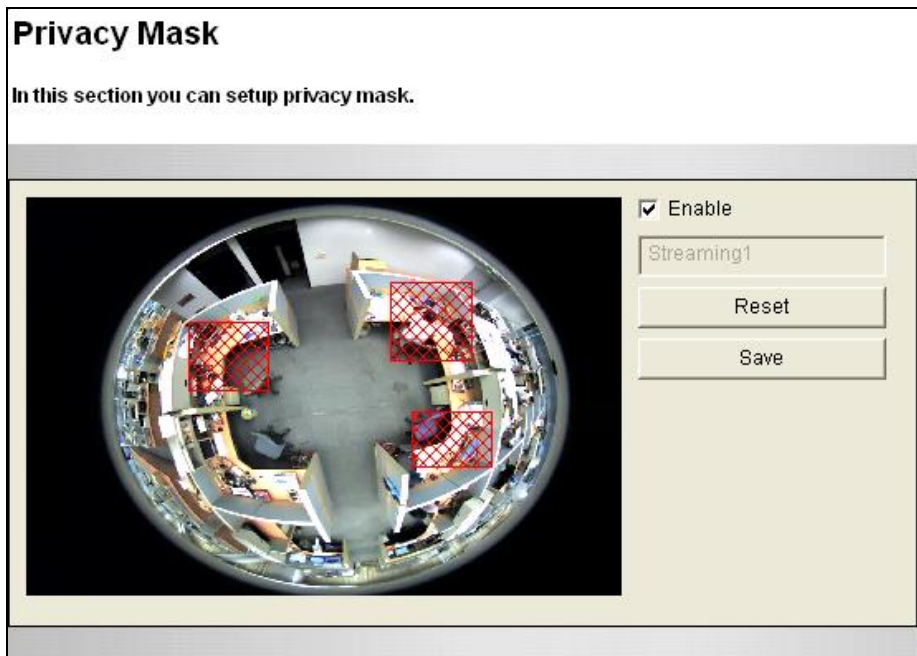 Privacy Mask
In this section you can setup privacy mask.
Enable
Streaming1
Reset
Save